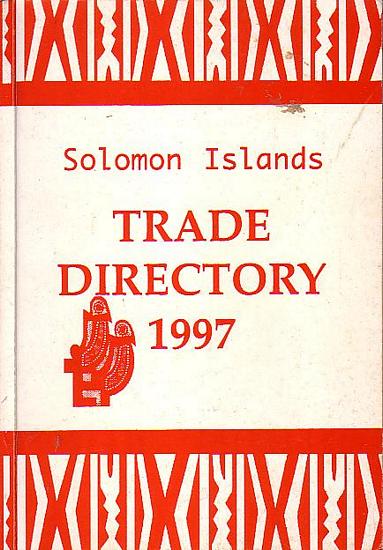 Solomon Islands
TRADE
DIRECTORY
1997